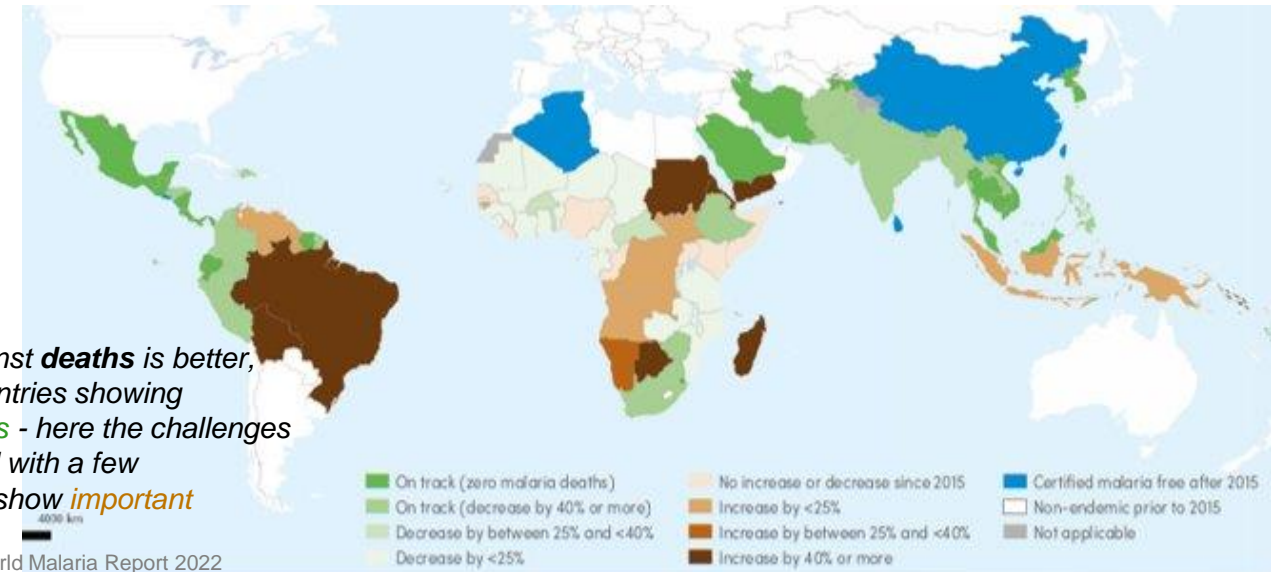 nst deaths is better,
ntries showing
s - here the challenges
l with a few
show important
4000 km
rld Malaria Report 2022
On track (zero malaria deaths)
On track (decrease by 40% or more)
Decrease by between 25% and <40%
Decrease by <25%
No increase or decrease since 2015
Increase by <25%
Increase by between 25% and <40%
Increase by 40% or more
Certified malaria free after 2015
Non-endemic prior to 2015
Not applicable